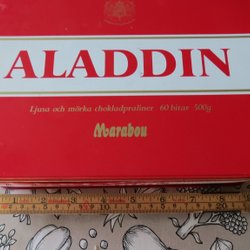 ALADDIN
Ljusa och mörka chokladpraliner 60 bitar 500g
Marabou